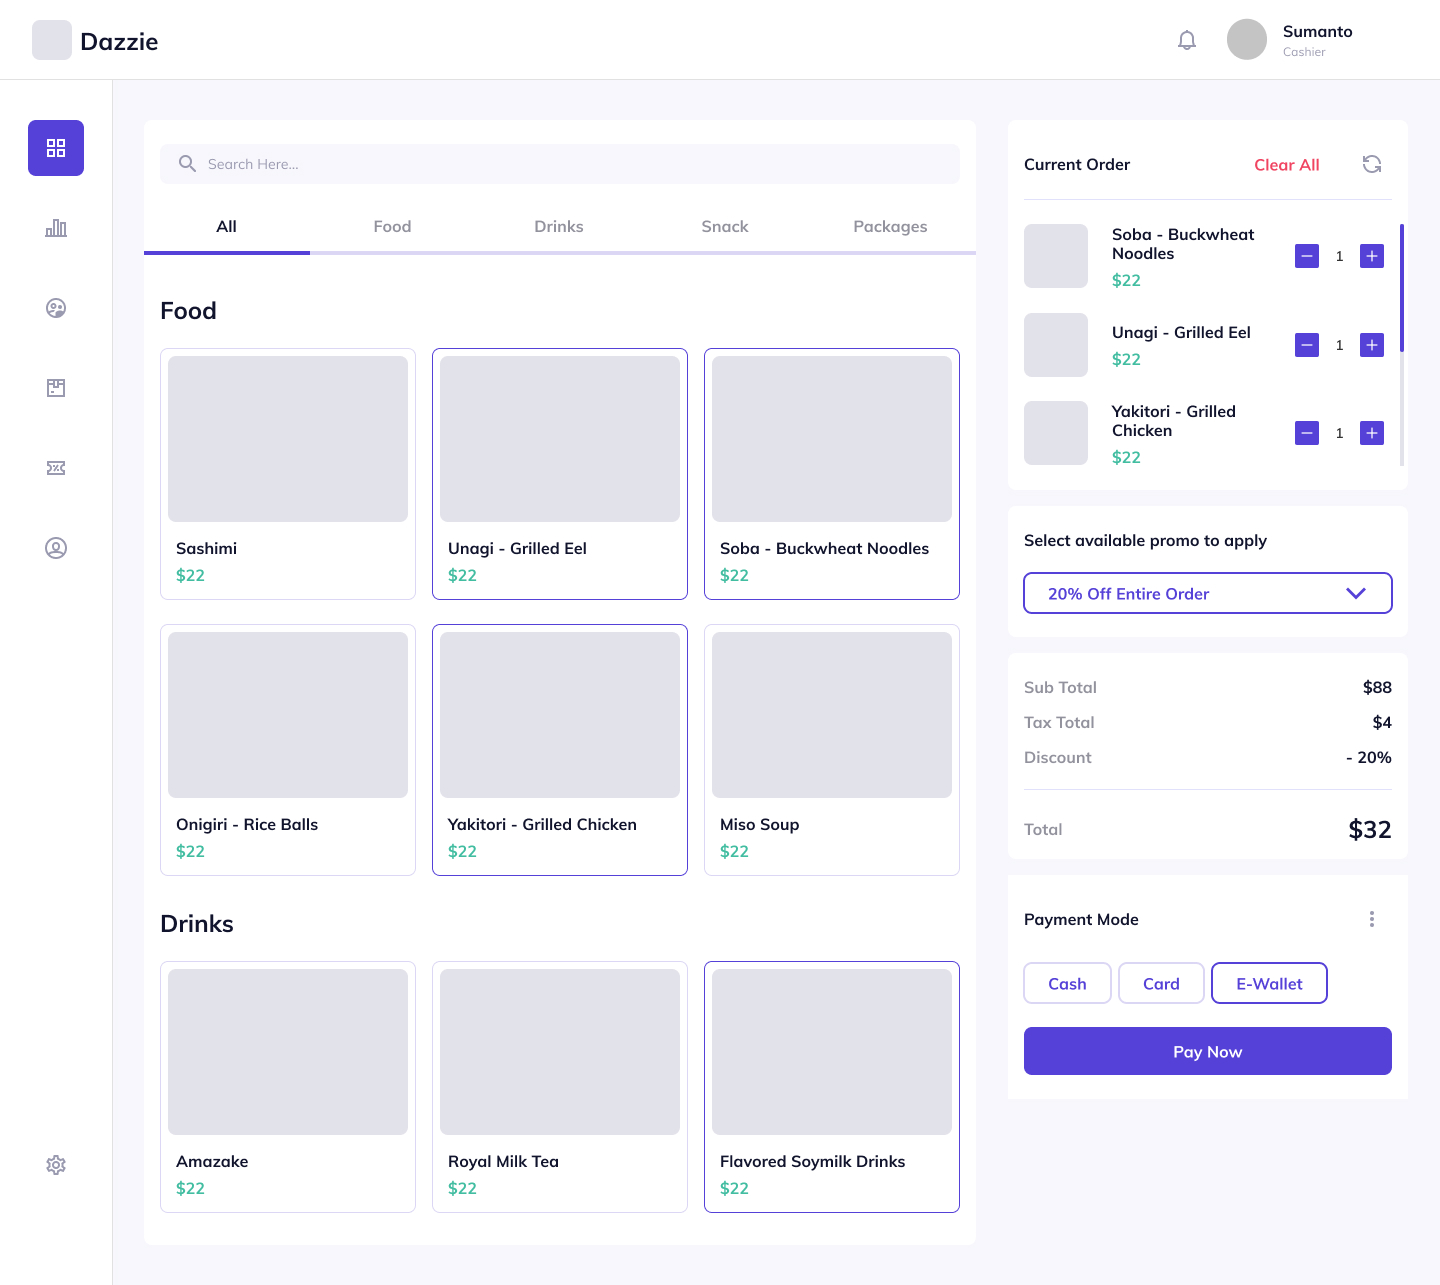 Dazzie
Sumanto
Cashier
Search Here...
All
Food
Drinks
Snack
Packages
Food
Sashimi
$22
Unagi - Grilled Eel
$22
Soba - Buckwheat Noodles
$22
Onigiri - Rice Balls
$22
Yakitori - Grilled Chicken
$22
Miso Soup
$22
Drinks
Amazake
$22
Royal Milk Tea
$22
Flavored Soymilk Drinks
$22
Current Order
Clear All
Soba - Buckwheat
Noodles
$22
1
Unagi - Grilled Eel
$22
1
Yakitori - Grilled
Chicken
$22
1
Select available promo to apply
20% Off Entire Order
Sub Total
$88
Tax Total
$4
Discount
- 20%
Total
$32
Payment Mode
Cash
Card
E-Wallet
Pay Now